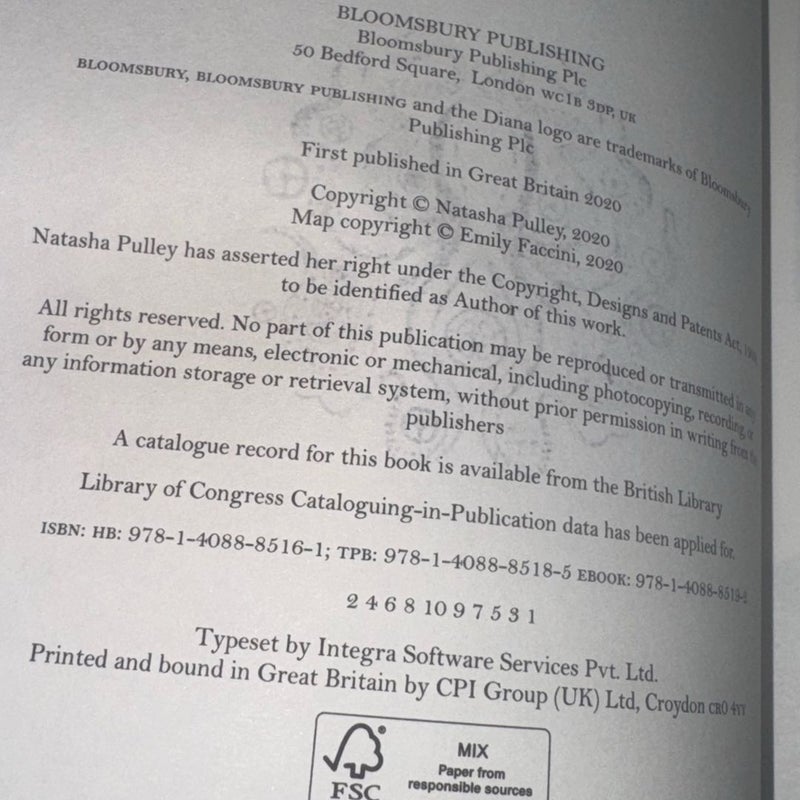 BLOOMSBURY PUBLISHING
Bloomsbury Publishing Plc
50 Bedford Square, London WC1B 3DP, UK
BLOOMSBURY, BLOOMSBURY PUBLISHING and the Diana logo are trademarks of Bloomsbury
Publishing Plc
First published in Great Britain 2020
Copyright © Natasha Pulley, 2020
Map copyright © Emily Faccini, 2020
Natasha Pulley has asserted her right under the Copyright, Designs and Patents Act,
to be identified as Author of this work.
All rights reserved. No part of this publication may be reproduced or transmitted in any
form or by any means, electronic or mechanical, including photocopying, recording, or
any information storage or retrieval system, without prior permission in writing from the
publishers
A catalogue record for this book is available from the British Library
Library of Congress Cataloguing-in-Publication data has been applied for.
ISBN: HB: 978-1-4088-8516-1; TPB: 978-1-4088-8518-5 EBOOK:
2 4 6 8 10 9 7 5 3 1
Typeset by Integra Software Services Pvt. Ltd.
Printed and bound in Great Britain by CPI Group (UK) Ltd, Croydon CR0 4YY
MIX
Paper from
responsible sources
FSC